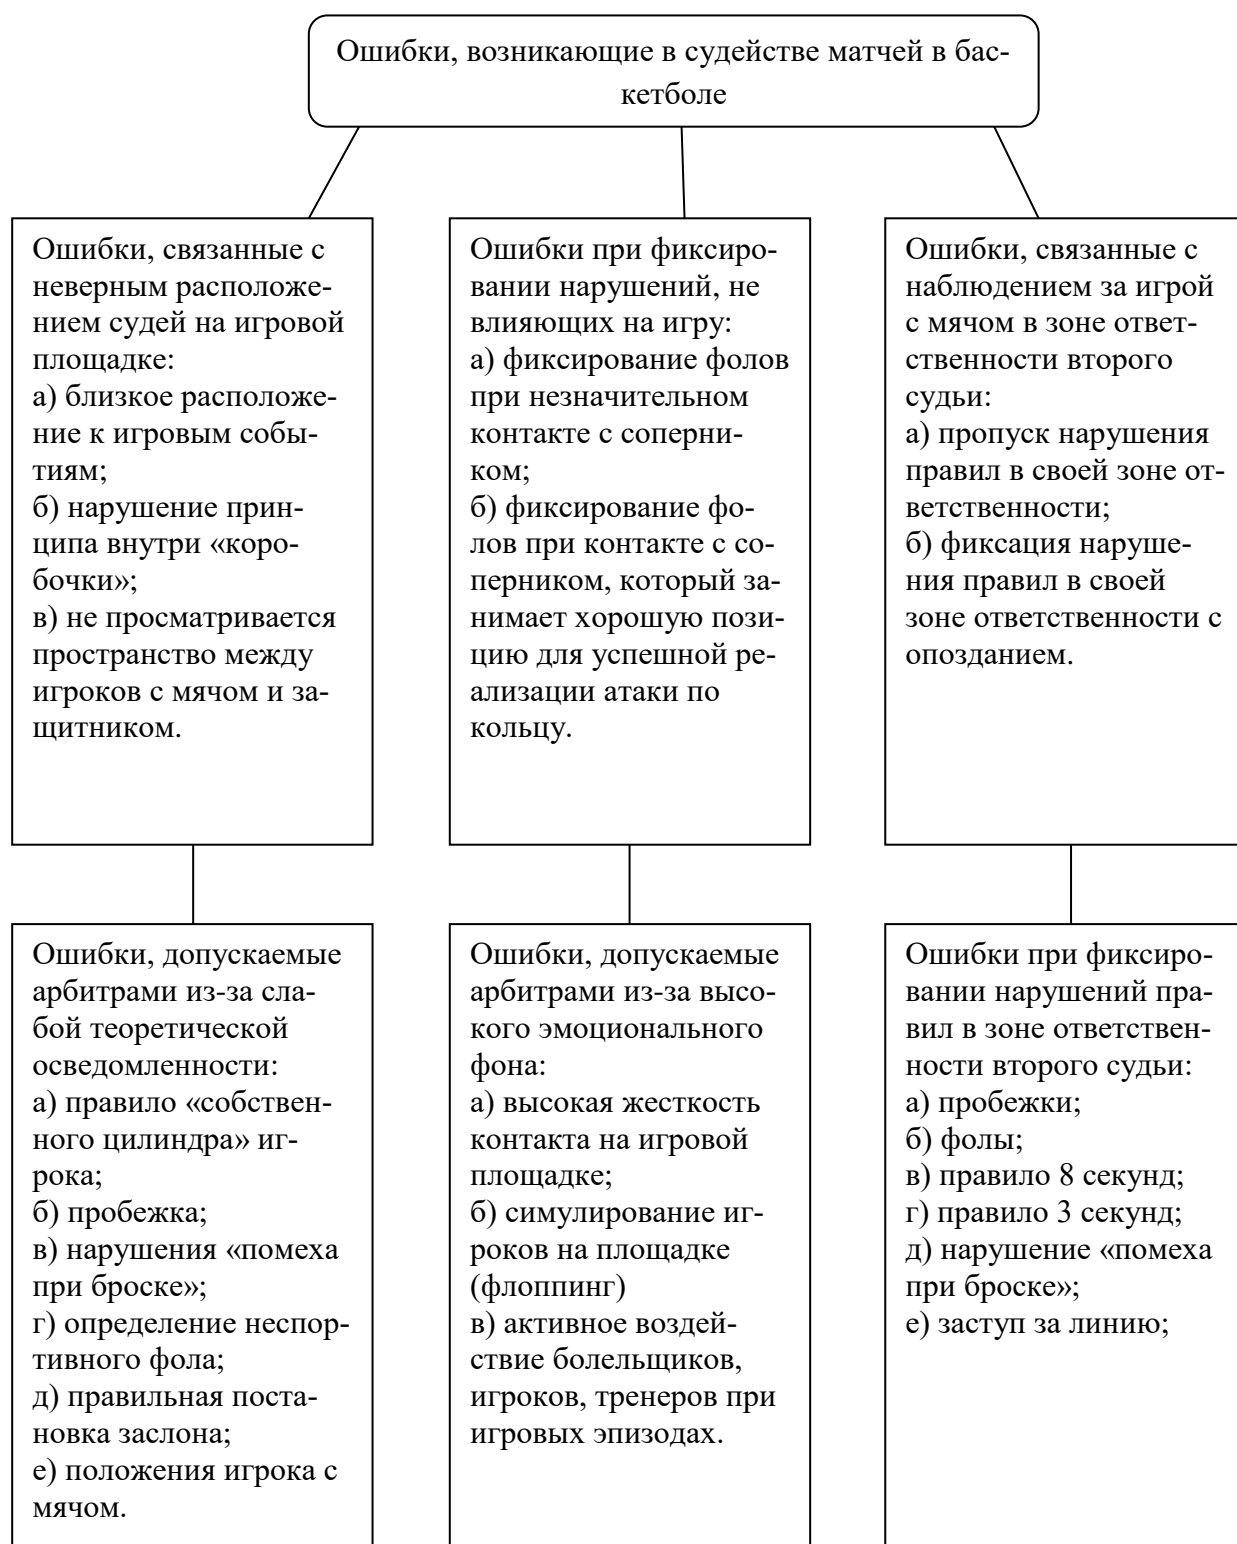 Ошибки, возникающие в судействе матчей в бас-
кетболе
Ошибки, связанные с
неверным расположе-
нием судей на игровой
площадке:
а) близкое расположе-
ние к игровым собы-
тиям;
б) нарушение прин-
ципа внутри «коро-
бочки»;
в) не просматривается
пространство между
игроков с мячом и за-
щитником.
Ошибки при фиксиро-
вании нарушений, не
влияющих на игру:
а) фиксирование фолов
при незначительном
контакте с соперни-
ком;
б) фиксирование фо-
лов при контакте с со-
перником, который за-
нимает хорошую пози-
цию для успешной ре-
ализации атаки по
кольцу.
Ошибки, связанные с
наблюдением за игрой
с мячом в зоне ответ-
ственности второго
судьи:
а) пропуск нарушения
правил в своей зоне от-
ветственности;
б) фиксация наруше-
ния правил в своей
зоне ответственности с
опозданием.
Ошибки, допускаемые
арбитрами из-за сла-
бой теоретической
осведомленности:
а) правило «собствен-
ного цилиндра» иг-
рока;
б) пробежка;
в) нарушения «помеха
при броске»;
г) определение неспор-
тивного фола;
д) правильная поста-
новка заслона;
е) положения игрока с
мячом.
Ошибки, допускаемые
арбитрами из-за высо-
кого эмоционального
фона:
а) высокая жесткость
контакта на игровой
площадке;
б) симулирование иг-
роков на площадке
(флоппинг)
в) активное воздей-
ствие болельщиков,
игроков, тренеров при
игровых эпизодах.
Ошибки при фиксиро-
вании нарушений пра-
вил в зоне ответствен-
ности второго судьи:
а) пробежки;
б) фолы;
в) правило 8 секунд;
г) правило 3 секунд;
д) нарушение «помеха
при броске»;
е) заступ за линию;